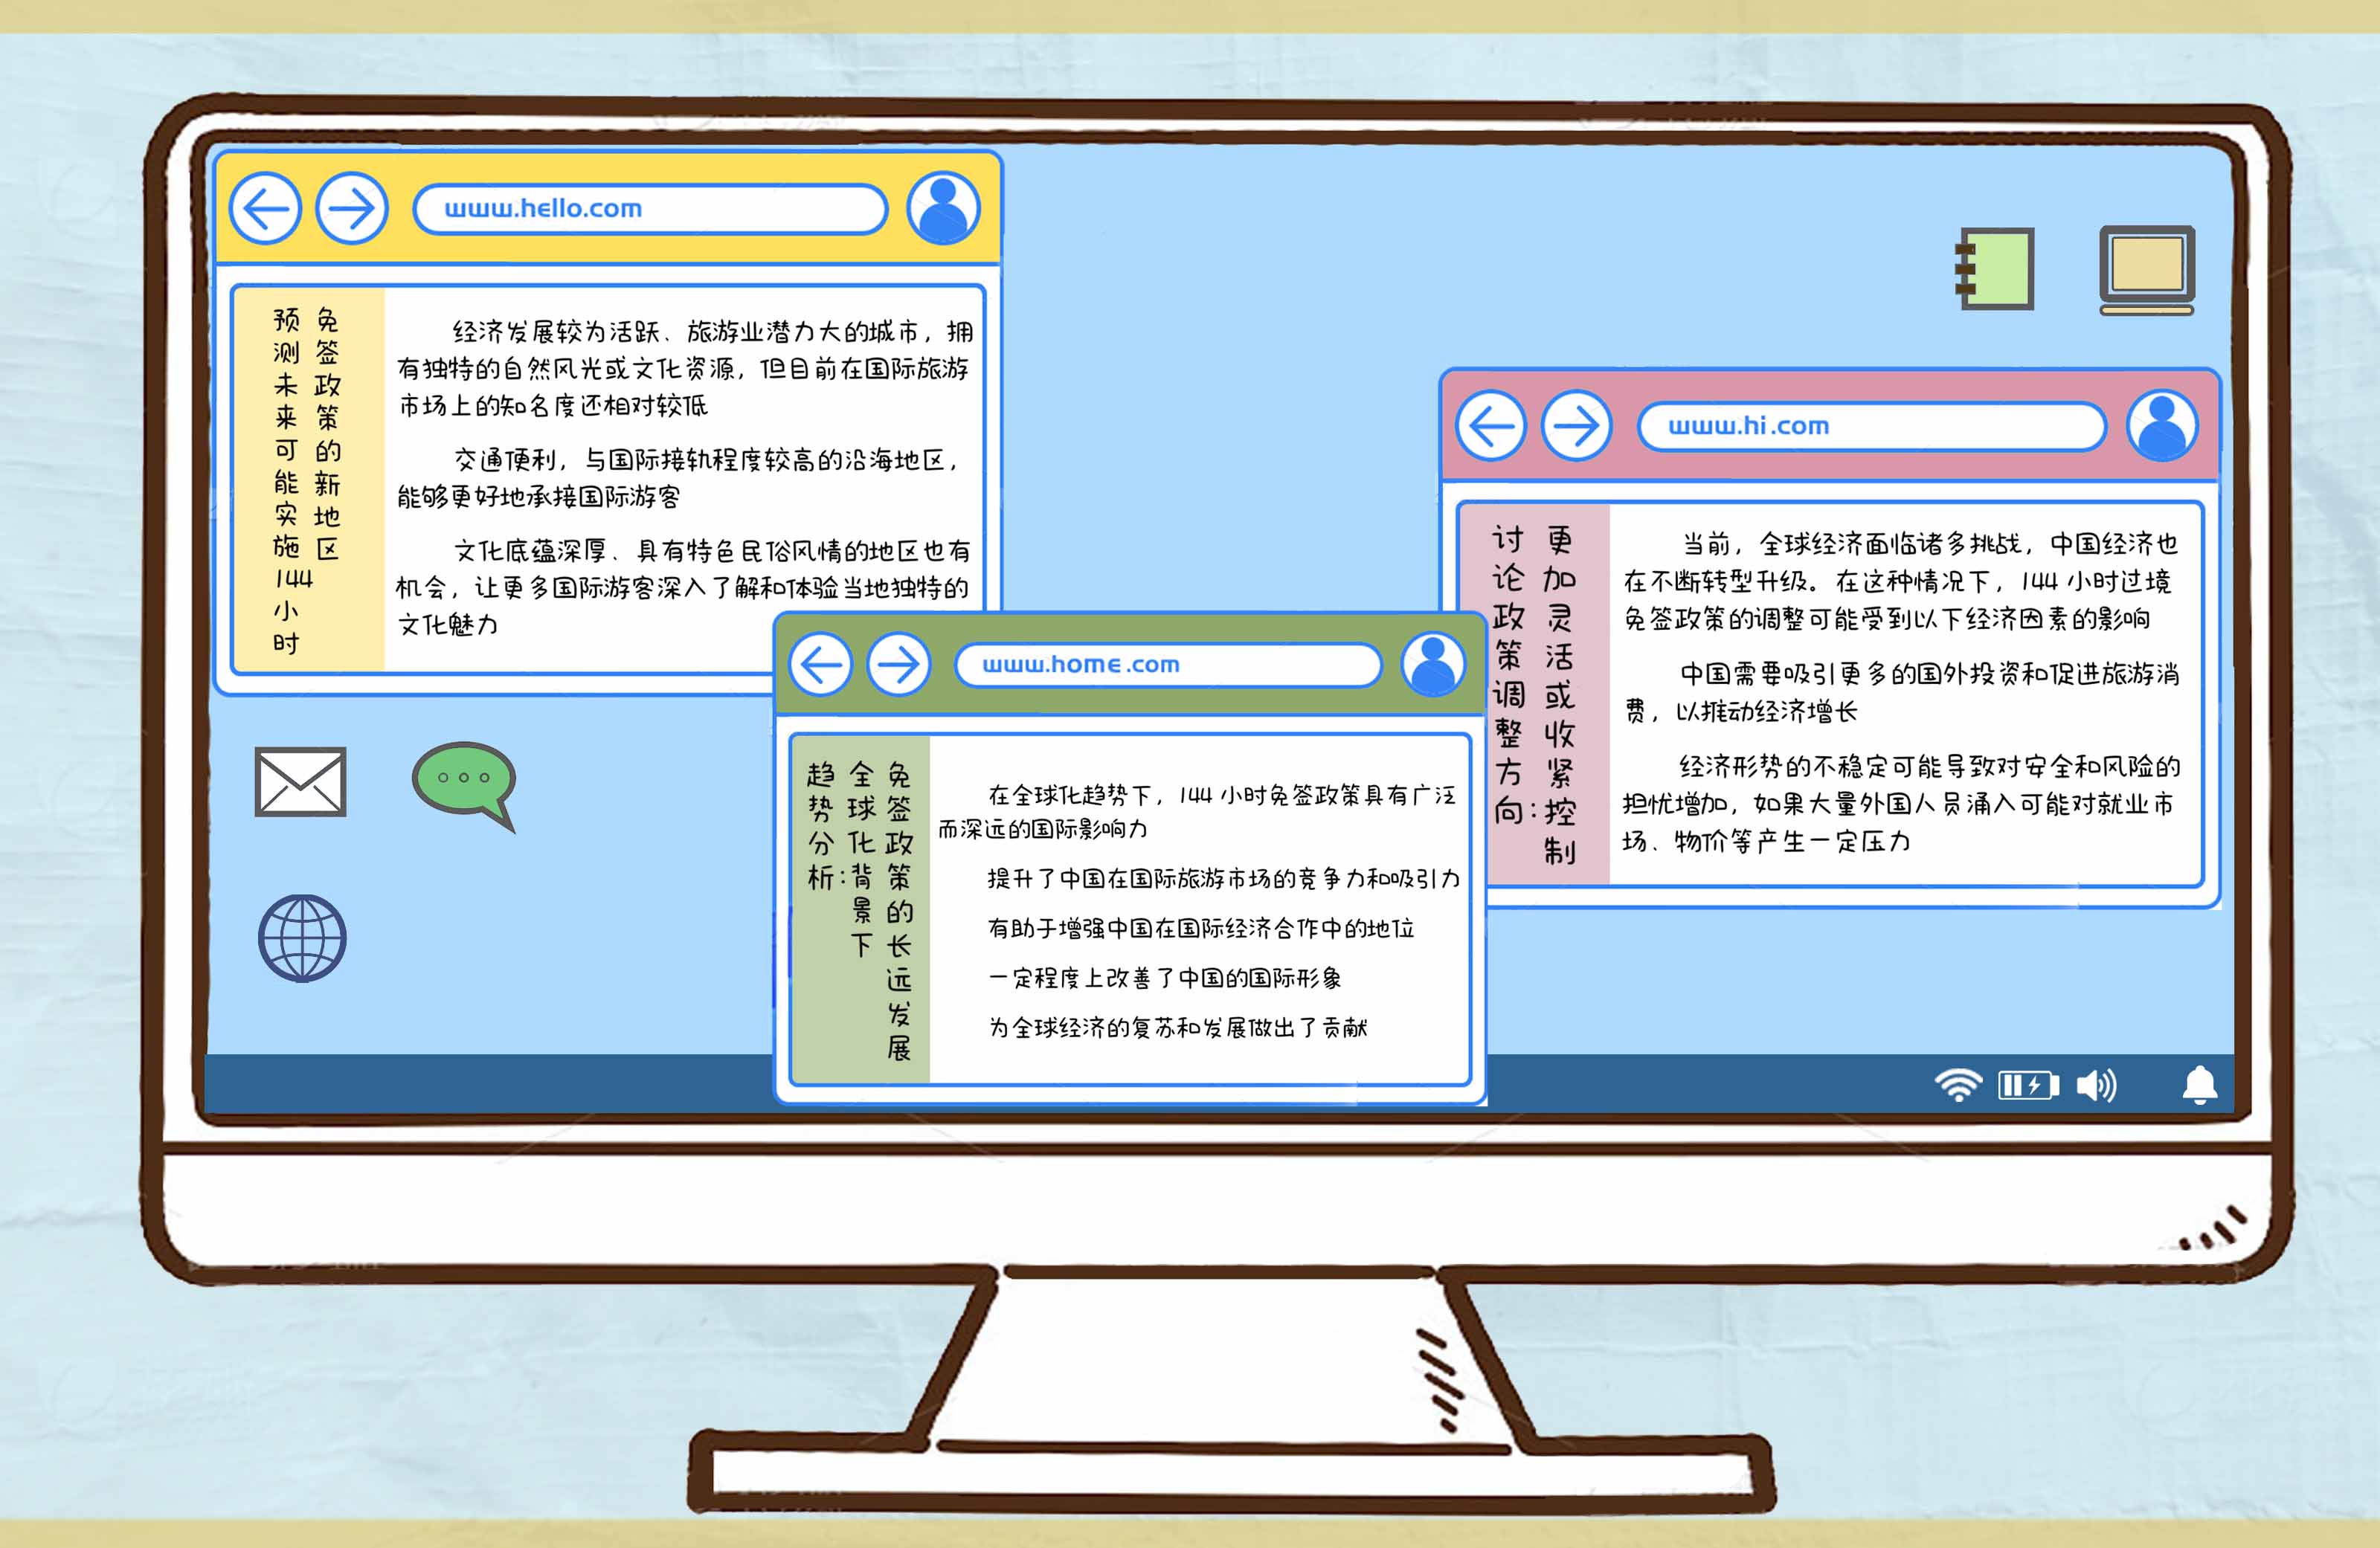 www.hello.com
预测未来可能实施144小时
免签政策的新地区
经济发展较为活跃、旅游业潜力大的城市，拥
有独特的自然风光或文化资源，但目前在国际旅游
市场上的知名度还相对较低
交通便利，与国际接轨程度较高的沿海地区，
能够更好地承接国际游客
文化底蕴深厚、具有特色民俗风情的地区也有
机会，让更多国际游客深入了解和体验当地独特的
文化魅力
www.hi.com
讨论政策调整方向：
更加灵活或收紧控制
当前，全球经济面临诸多挑战，中国经济也
在不断转型升级。在这种情况下，144小时过境
免签政策的调整可能受到以下经济因素的影响
中国需要吸引更多的国外投资和促进旅游消
费，以推动经济增长
经济形势的不稳定可能导致对安全和风险的
担忧增加，如果大量外国人员涌入可能对就业市
场、物价等产生一定压力
www.home.com
趋势分析：
全球化背景下
免签政策的长远发展
在全球化趋势下，144小时免签政策具有广泛
而深远的国际影响力
提升了中国在国际旅游市场的竞争力和吸引力
有助于增强中国在国际经济合作中的地位
一定程度上改善了中国的国际形象
为全球经济的复苏和发展做出了贡献